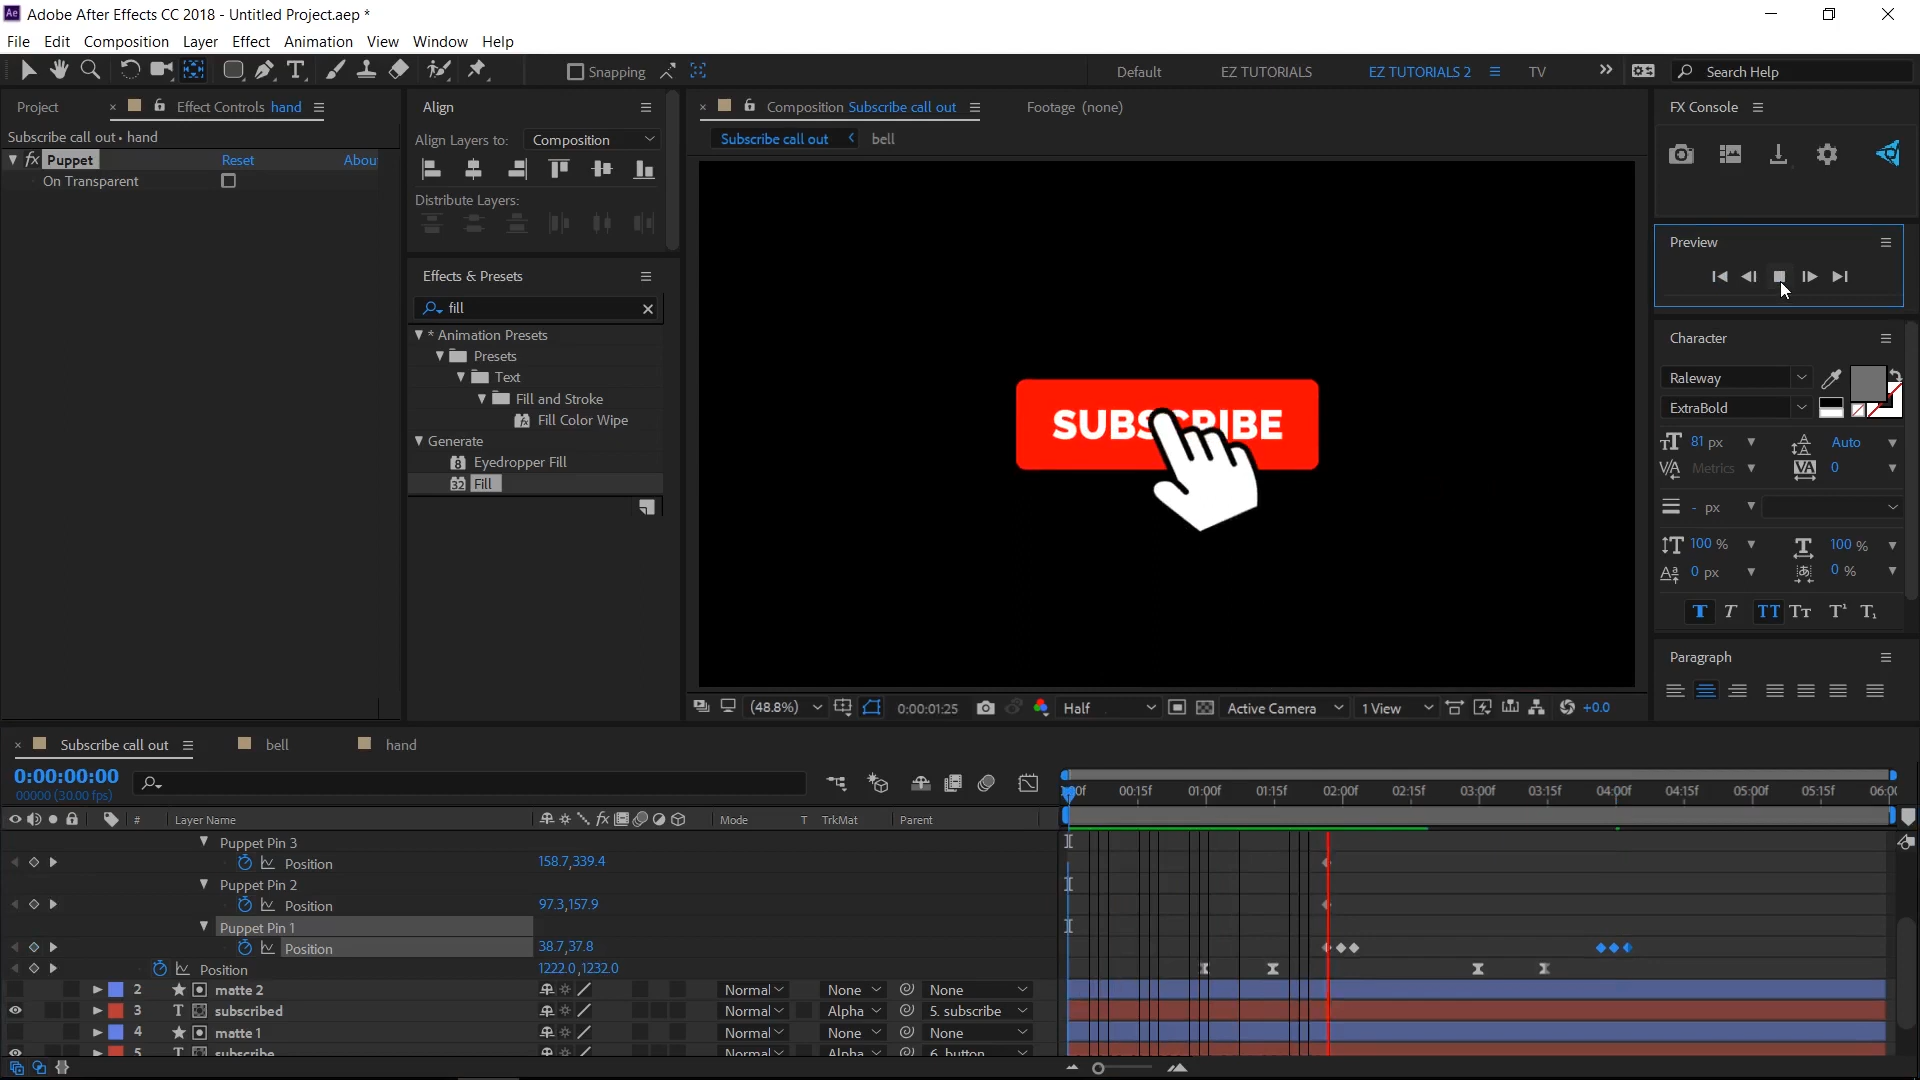 Ae Adobe After Effects CC 2018 - Untitled Project.aep *
File Edit Composition Layer Effect Animation View Window Help
Snapping
Default EZ TUTORIALS EZ TUTORIALS 2 TV
Search Help
Project
Effect Controls hand
Subscribe call out • hand
fx Puppet Reset Abou
On Transparent
Align
Align Layers to: Composition
Distribute Layers:
Effects & Presets
fill
* Animation Presets
Presets
Text
Fill and Stroke
Fill Color Wipe
Generate
8 Eyedropper Fill
32 Fill
Composition Subscribe call out
Footage (none)
Subscribe call out bell
SUBSCRIBE
(48.8%) 0:00:01:25 Half Active Camera 1 View +0.0
FX Console
Preview
Character
Raleway
ExtraBold
81 px Auto
Metrics 0
- px
100 % 100 %
0 px 0 %
T T TT Tт T¹ T₁
Paragraph
Subscribe call out bell hand
0:00:00:00
00000 (30.00 fps)
# Layer Name Mode T TrkMat Parent
00:15f 01:00f 01:15f 02:00f 02:15f 03:00f 03:15f 04:00f 04:15f 05:00f 05:15f
Puppet Pin 3
Position 158.7,339.4
Puppet Pin 2
Position 97.3,157.9
Puppet Pin 1
Position 38.7,37.8
Position 1222.0,1232.0
2 matte 2 Normal None None
3 T subscribed Normal Alpha 5. subscribe
4 matte 1 Normal None None
5 T subscribe Normal Alpha 6. button